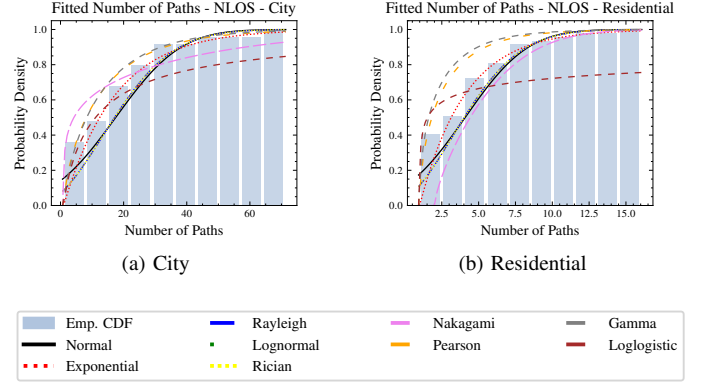 Fitted Number of Paths - NLOS - City
Probability Density
1.0
0.8
0.6
0.4
0.2
0.0
0 20 40 60
Number of Paths
(a) City
Fitted Number of Paths - NLOS - Residential
Probability Density
1.0
0.8
0.6
0.4
0.2
0.0
2.5 5.0 7.5 10.0 12.5 15.0
Number of Paths
(b) Residential
Emp. CDF Rayleigh Nakagami Gamma
Normal Lognormal Pearson Loglogistic
Exponential Rician